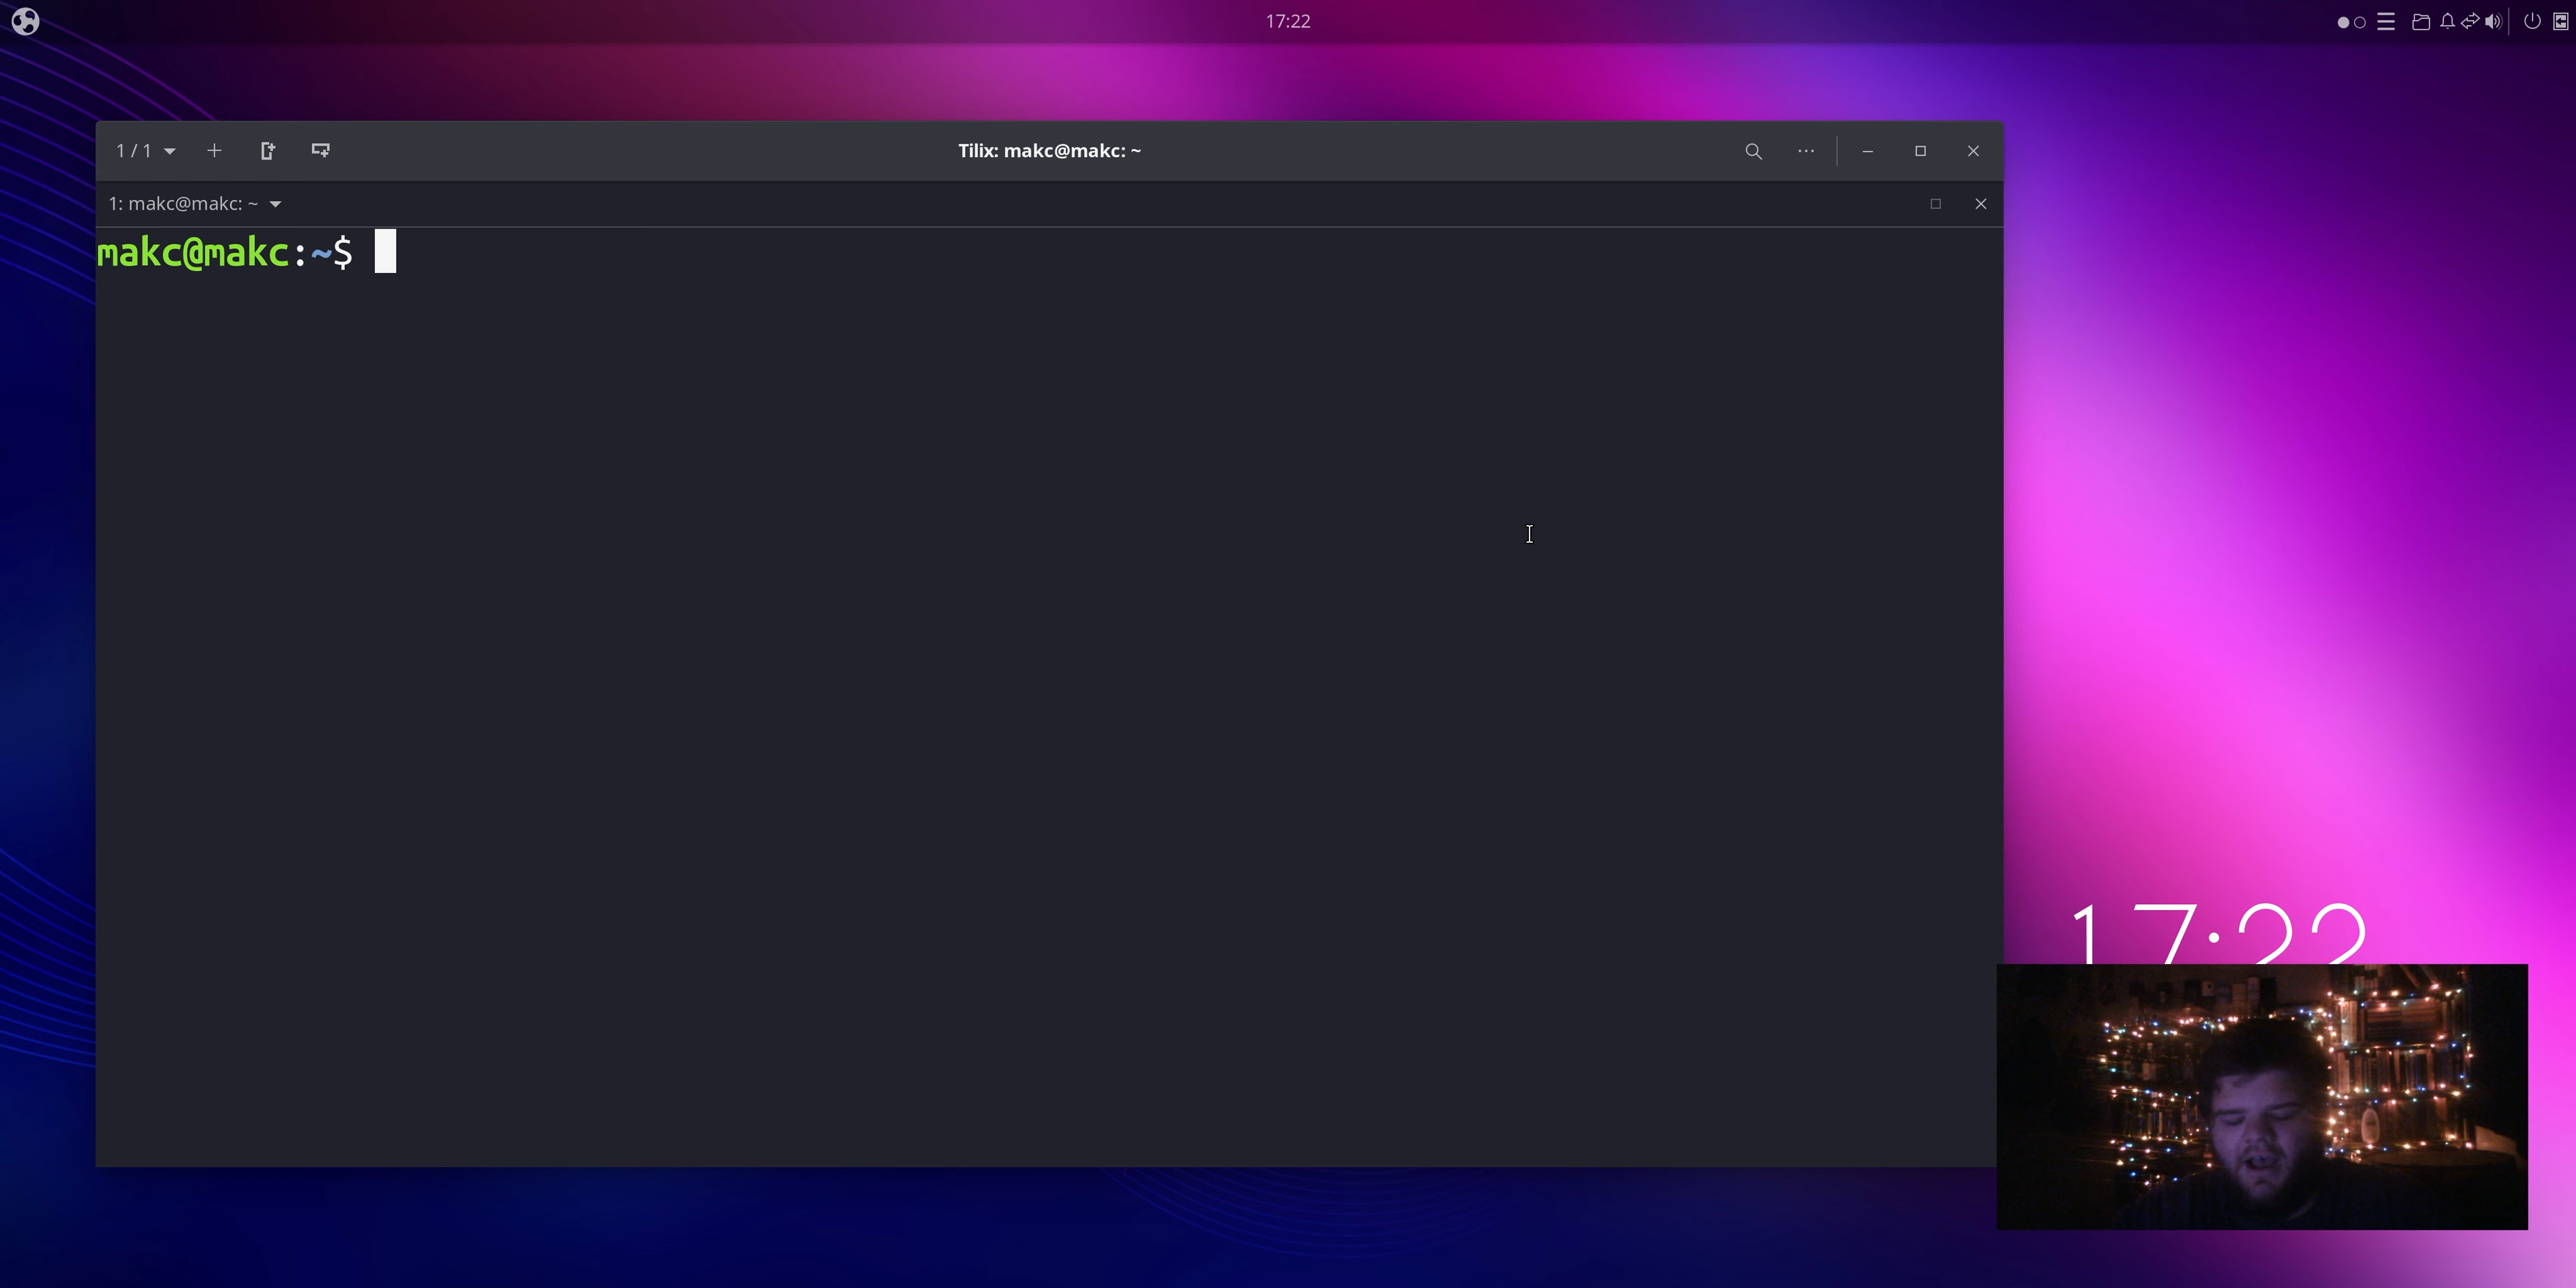 17:22
1 / 1
Tilix: makc@makc: ~
1: makc@makc: ~
makc@makc:~$
17:22